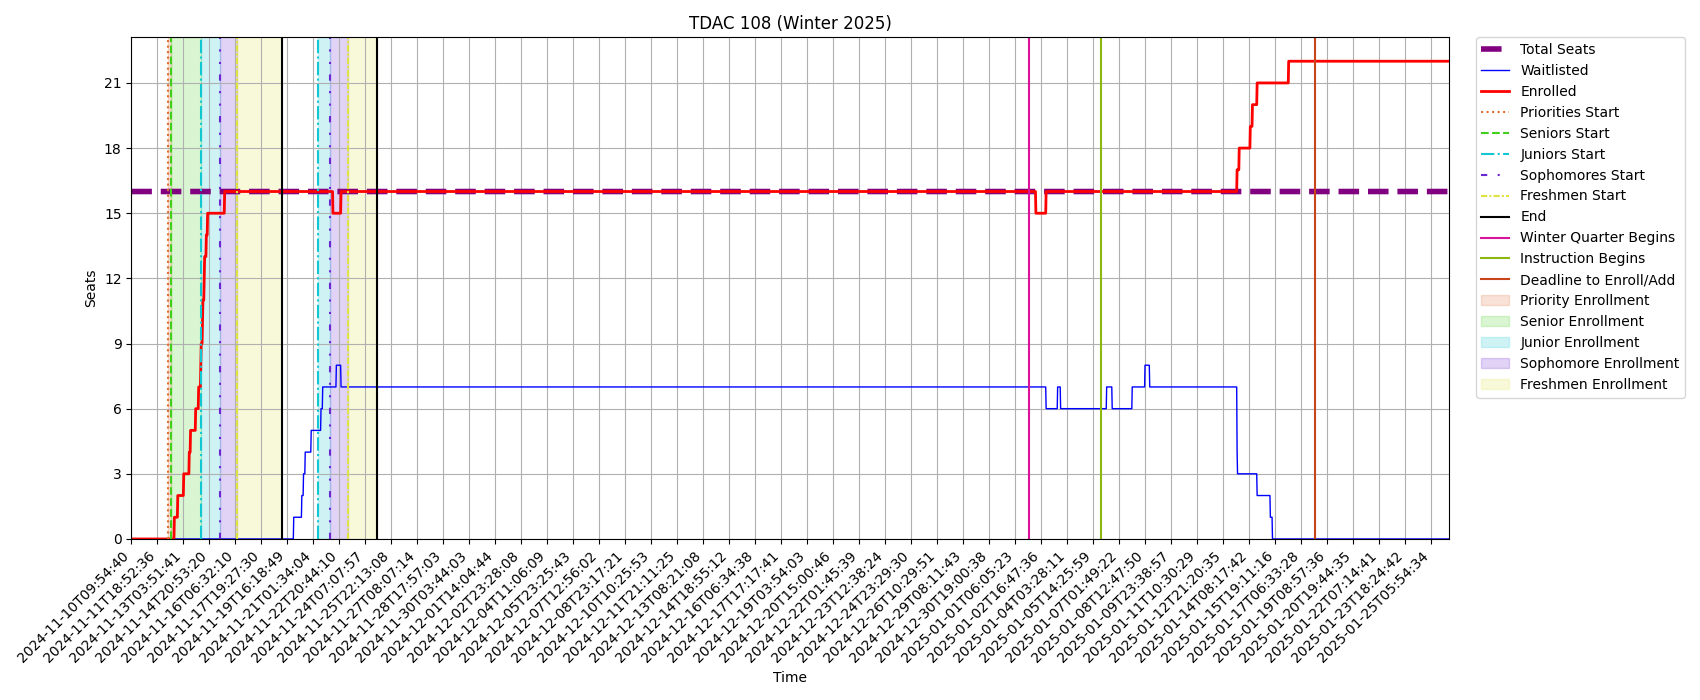 TDAC 108 (Winter 2025)
Seats
21
18
15
12
9
6
3
0
2024-11-10T09:54:40
2024-11-11T18:52:36
2024-11-13T03:51:41
2024-11-14T20:53:20
2024-11-16T06:32:10
2024-11-17T19:27:30
2024-11-19T16:18:49
2024-11-21T01:34:04
2024-11-22T20:44:10
2024-11-24T07:07:57
2024-11-25T22:13:08
2024-11-27T08:07:14
2024-11-28T17:57:03
2024-11-30T03:44:03
2024-12-01T14:04:44
2024-12-02T23:28:08
2024-12-04T11:06:09
2024-12-05T23:25:43
2024-12-07T12:56:02
2024-12-08T23:17:21
2024-12-10T10:25:53
2024-12-11T21:11:25
2024-12-13T08:21:08
2024-12-14T18:55:12
2024-12-16T06:34:38
2024-12-17T17:17:41
2024-12-19T03:54:03
2024-12-20T15:00:46
2024-12-22T01:45:39
2024-12-23T12:38:24
2024-12-24T23:29:30
2024-12-26T10:29:51
2024-12-29T08:11:43
2024-12-30T19:00:38
2025-01-01T06:05:23
2025-01-02T16:47:36
2025-01-04T03:28:11
2025-01-05T14:25:59
2025-01-07T01:49:22
2025-01-08T12:47:50
2025-01-09T23:38:57
2025-01-11T10:30:29
2025-01-12T21:20:35
2025-01-14T08:17:42
2025-01-15T19:11:16
2025-01-17T06:33:28
2025-01-19T08:57:36
2025-01-20T19:44:35
2025-01-22T07:14:41
2025-01-23T18:24:42
2025-01-25T05:54:34
Time
Total Seats
Waitlisted
Enrolled
Priorities Start
Seniors Start
Juniors Start
Sophomores Start
Freshmen Start
End
Winter Quarter Begins
Instruction Begins
Deadline to Enroll/Add
Priority Enrollment
Senior Enrollment
Junior Enrollment
Sophomore Enrollment
Freshmen Enrollment